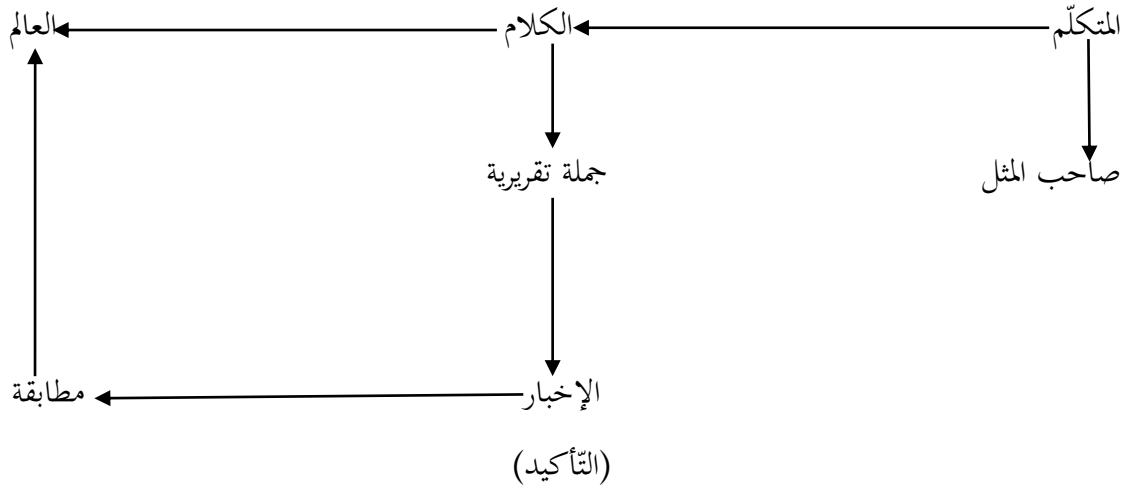 المتكلّم الكلام العالم
صاحب المثل جملة تقريرية
الإخبار مطابقة
(التّأكيد)